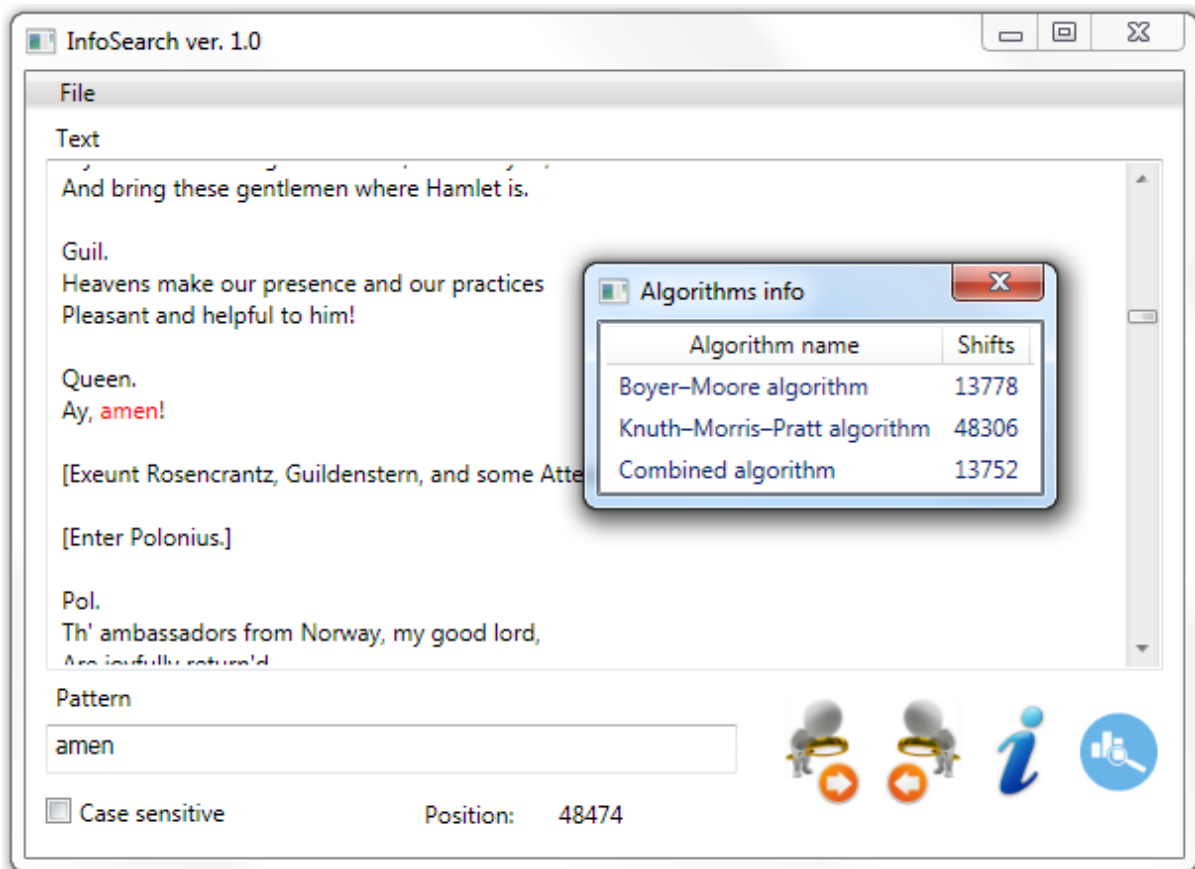 InfoSearch ver. 1.0
File
Text
And bring these gentlemen where Hamlet is.
Guil.
Heavens make our presence and our practices
Pleasant and helpful to him!
Queen.
Ay, amen!
[Exeunt Rosencrantz, Guildenstern, and some Atte
[Enter Polonius.]
Pol.
Th' ambassadors from Norway, my good lord,
Are joyfully return'd
Algorithms info
Algorithm name Shifts
Boyer–Moore algorithm 13778
Knuth–Morris–Pratt algorithm 48306
Combined algorithm 13752
Pattern
amen
Case sensitive
Position: 48474